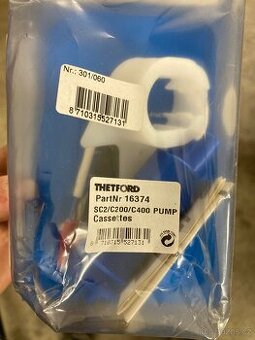 Nr.: 301/060
8 710315 527131
THETFORD
PartNr 16374
SC2/C200/C400 PUMP
Cassettes
8 710315 527131